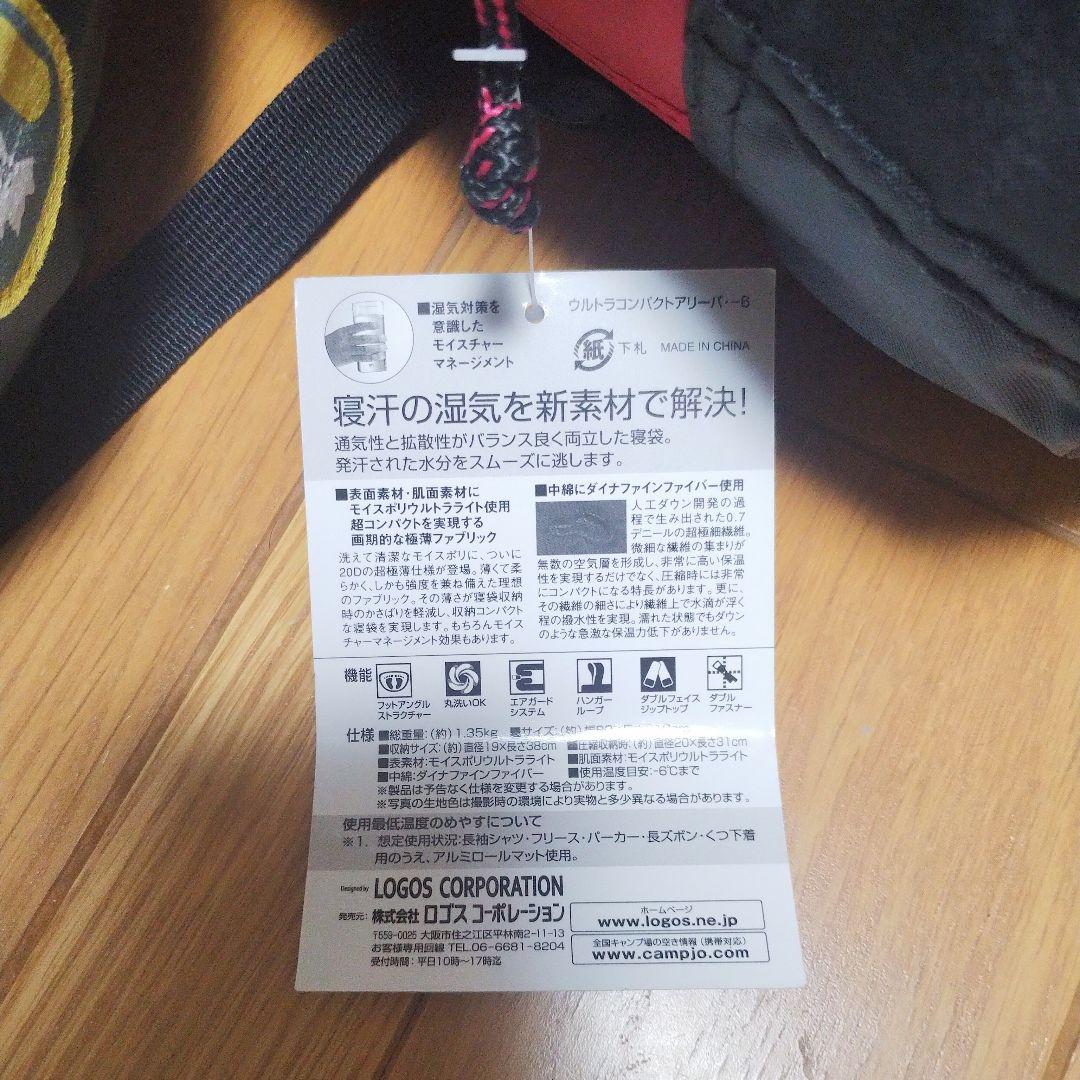 ■湿気対策を
意識した
モイスチャー
マネージメント
ウルトラコンパクトアリーバ・-6
紙 下札 MADE IN CHINA
寝汗の湿気を新素材で解決!
通気性と拡散性がバランス良く両立した寝袋。
発汗された水分をスムーズに逃します。
■表面素材・肌面素材に
モイスポリウルトラライト使用
超コンパクトを実現する
画期的な極薄ファブリック
洗えて清潔なモイスポリに、ついに
20Dの超極薄仕様が登場。薄くて柔
らかく、しかも強度を兼ね備えた理想
のファブリック。その薄さが寝袋収納
時のかさばりを軽減し、収納コンパクト
な寝袋を実現します。もちろんモイス
チャーマネージメント効果もあります。
■中綿にダイナファインファイバー使用
人工ダウン開発の過
程で生み出された0.7
デニールの超極細繊維。
微細な繊維の集まりが
無数の空気層を形成し、非常に高い保温
性を実現するだけでなく、圧縮時には非常
にコンパクトになる特長があります。更に、
その繊維の細さにより繊維上で水滴が浮く
程の撥水性を実現。濡れた状態でもダウン
のような急激な保温力低下がありません。
機能
フットアングル
ストラクチャー
丸洗いOK
エアガード
システム
ハンガー
ループ
ダブルフェイス
ジップトップ
ダブル
ファスナー
仕様 ■総重量:(約)1.35kg ■サイズ:(約)
■収納サイズ:(約)直径19×長さ38cm ■圧縮収納時:(約)直径20×長さ31cm
■表素材:モイスポリウルトラライト ■肌面素材:モイスポリウルトラライト
■中綿:ダイナファインファイバー ■使用温度目安:-6℃まで
※製品は予告なく仕様を変更する場合があります。
※写真の生地色は撮影時の環境により実物と多少異なる場合があります。
使用最低温度のめやすについて
※1. 想定使用状況:長袖シャツ・フリース・パーカー・長ズボン・くつ下着
用のうえ、アルミロールマット使用。
Designed by LOGOS CORPORATION
発売元: 株式会社 ロゴス コーポレーション
〒559-0025 大阪市住之江区平林南2-11-13
お客様専用回線 TEL.06-6681-8204
受付時間:平日10時〜17時迄
ホームページ
www.logos.ne.jp
全国キャンプ場の空き情報(携帯対応)
www.campjo.com